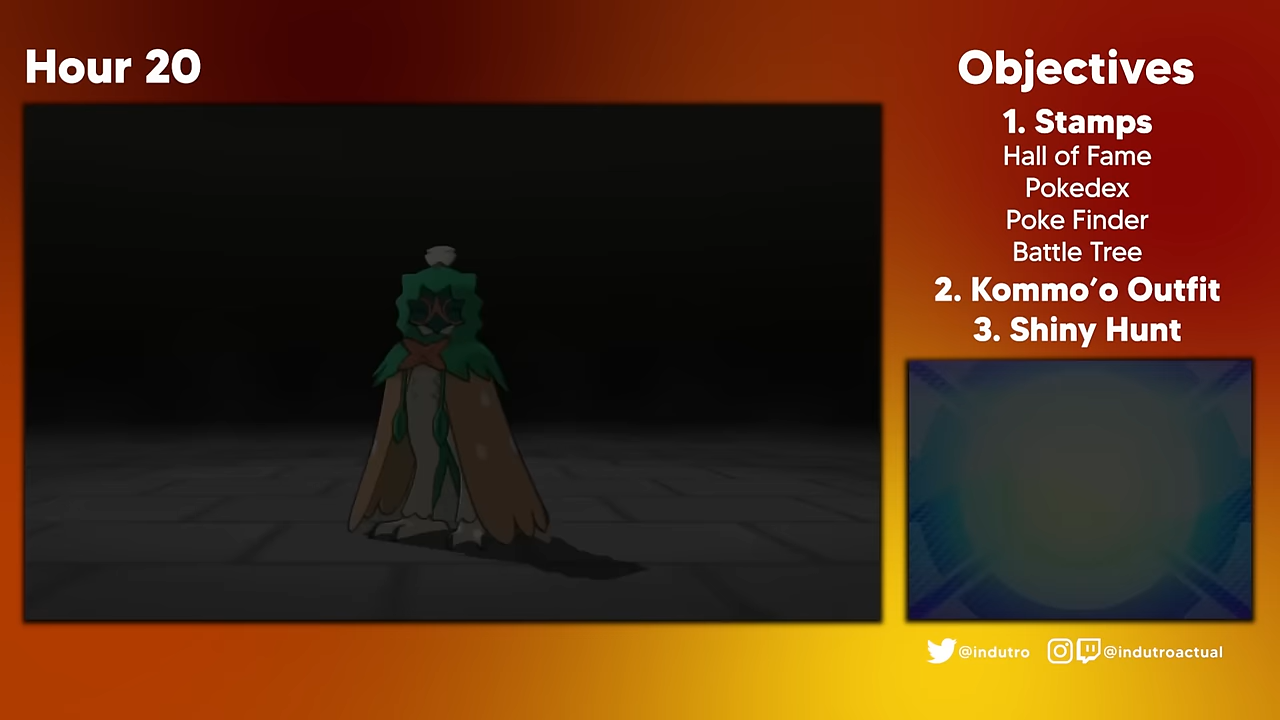 Hour 20
Objectives
1. Stamps
Hall of Fame
Pokedex
Poke Finder
Battle Tree
2. Kommo’o Outfit
3. Shiny Hunt
@indutro @indutroactual